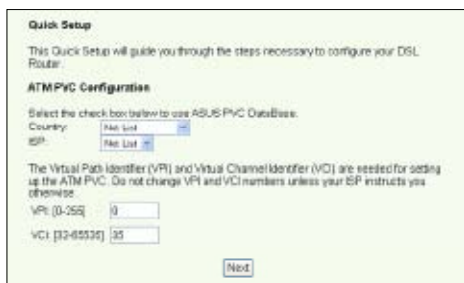 Quick Setup
This Quick Setup will guide you through the steps necessary to configure your DSL
Router.
ATM PVC Configuration
Select the check box below to use ASUS PVC DataBase.
Country: Not List
ISP: Not List
The Virtual Path Identifier (VPI) and Virtual Channel Identifier (VCI) are needed for setting
up the ATM PVC. Do not change VPI and VCI numbers unless your ISP instructs you
otherwise.
VPI: [0-255] 0
VCI: [32-65535] 35
Next